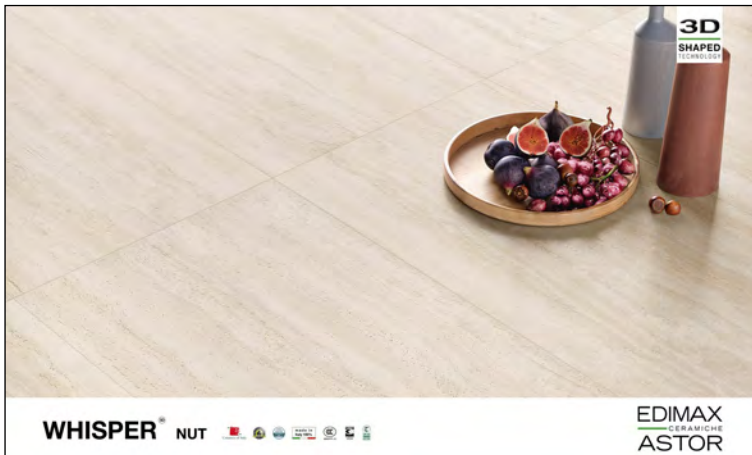 3D
SHAPED
TECHNOLOGY
WHISPER NUT
EDIMAX
CERAMICHE
ASTOR